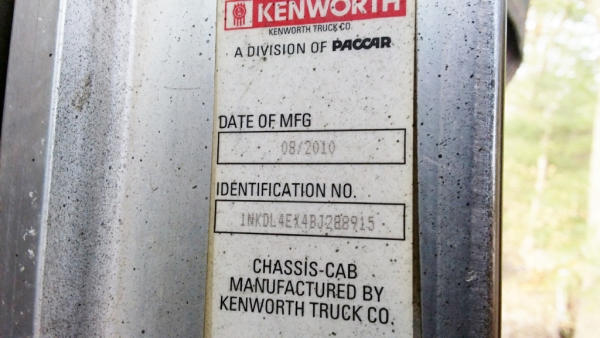 KENWORTH
KENWORTH TRUCK CO.
A DIVISION OF PACCAR
DATE OF MFG
08/2010
IDENTIFICATION NO.
1NKDL4EX4BJ288915
CHASSIS-CAB
MANUFACTURED BY
KENWORTH TRUCK CO.